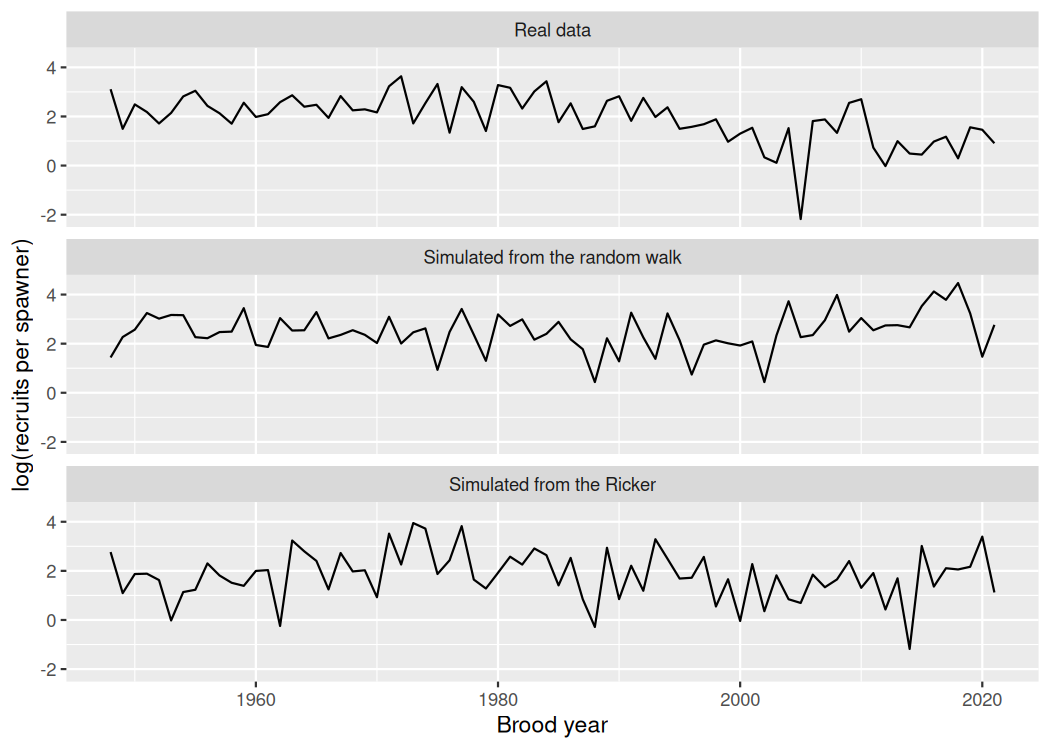 Real data
4
2
0
-2
Simulated from the random walk
4
2
0
-2
Simulated from the Ricker
4
2
0
-2
log(recruits per spawner)
1960 1980 2000 2020
Brood year